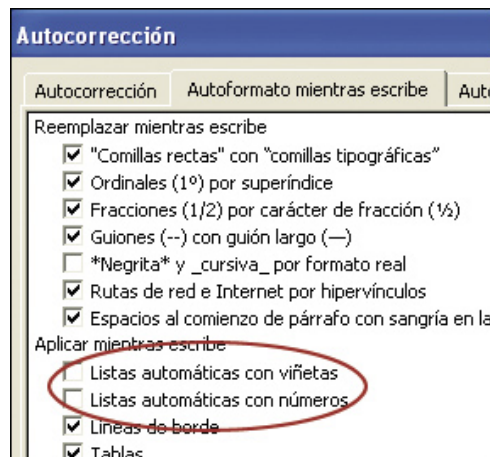 Autocorrección
Autocorrección Autoformato mientras escribe
Reemplazar mientras escribe
"Comillas rectas" con “comillas tipográficas”
Ordinales (1º) por superíndice
Fracciones (1/2) por carácter de fracción (½)
Guiones (--) con guión largo (—)
*Negrita* y _cursiva_ por formato real
Rutas de red e Internet por hipervínculos
Espacios al comienzo de párrafo con sangría en la
Aplicar mientras escribe
Listas automáticas con viñetas
Listas automáticas con números
Líneas de borde
Tablas